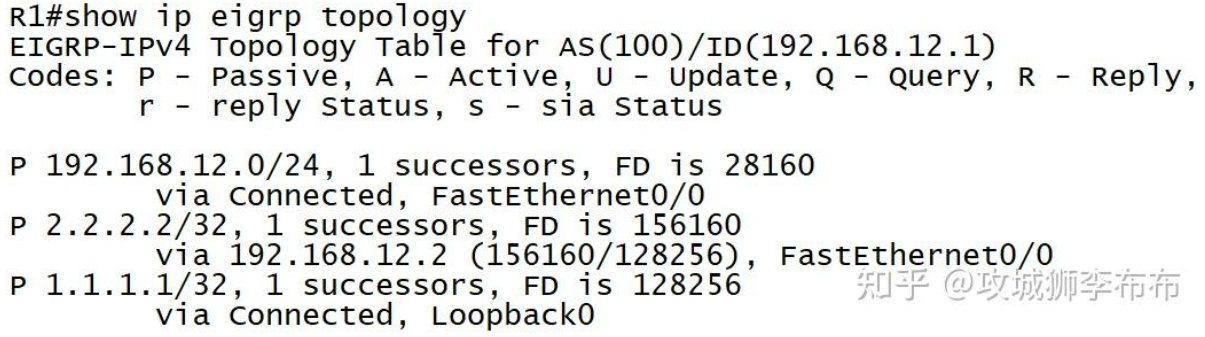 R1#show ip eigrp topology
EIGRP-IPv4 Topology Table for AS(100)/ID(192.168.12.1)
Codes: P - Passive, A - Active, U - Update, Q - Query, R - Reply,
r - reply Status, s - sia Status
P 192.168.12.0/24, 1 successors, FD is 28160
via Connected, FastEthernet0/0
P 2.2.2.2/32, 1 successors, FD is 156160
via 192.168.12.2 (156160/128256), FastEthernet0/0
P 1.1.1.1/32, 1 successors, FD is 128256
via Connected, Loopback0
知乎 @攻城狮李布布